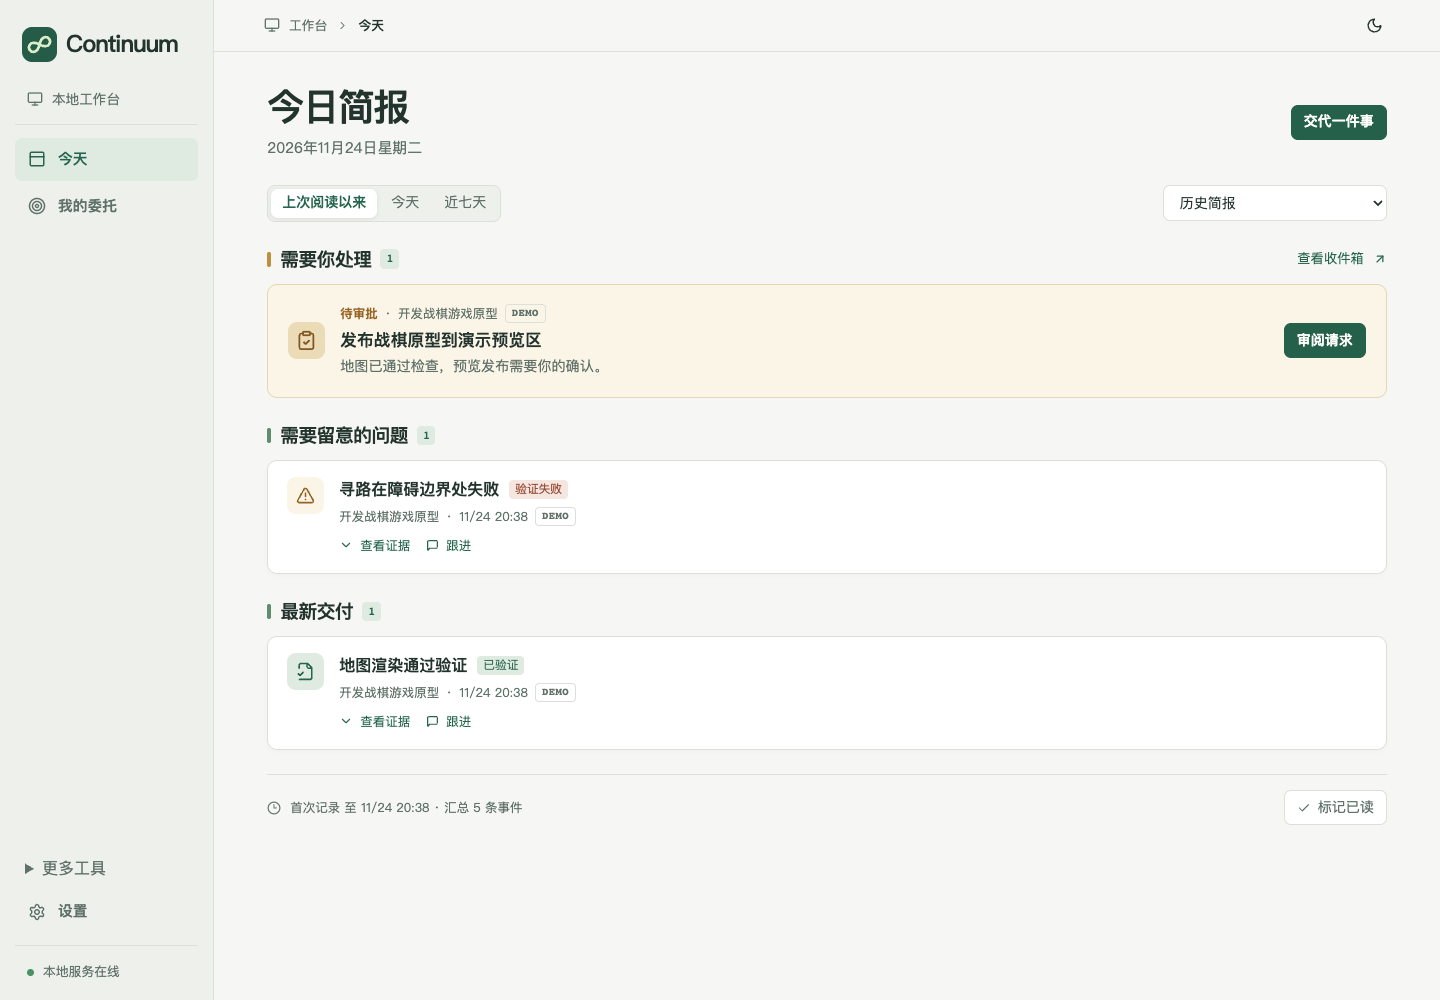 Continuum
本地工作台
今天
我的委托
更多工具
设置
本地服务在线
工作台 > 今天
今日简报
2026年11月24日星期二
交代一件事
上次阅读以来 今天 近七天
历史简报
需要你处理 1
查看收件箱
待审批 · 开发战棋游戏原型 DEMO
发布战棋原型到演示预览区
地图已通过检查，预览发布需要你的确认。
审阅请求
需要留意的问题 1
寻路在障碍边界处失败 验证失败
开发战棋游戏原型 · 11/24 20:38 DEMO
查看证据 跟进
最新交付 1
地图渲染通过验证 已验证
开发战棋游戏原型 · 11/24 20:38 DEMO
查看证据 跟进
首次记录 至 11/24 20:38 · 汇总 5 条事件
标记已读